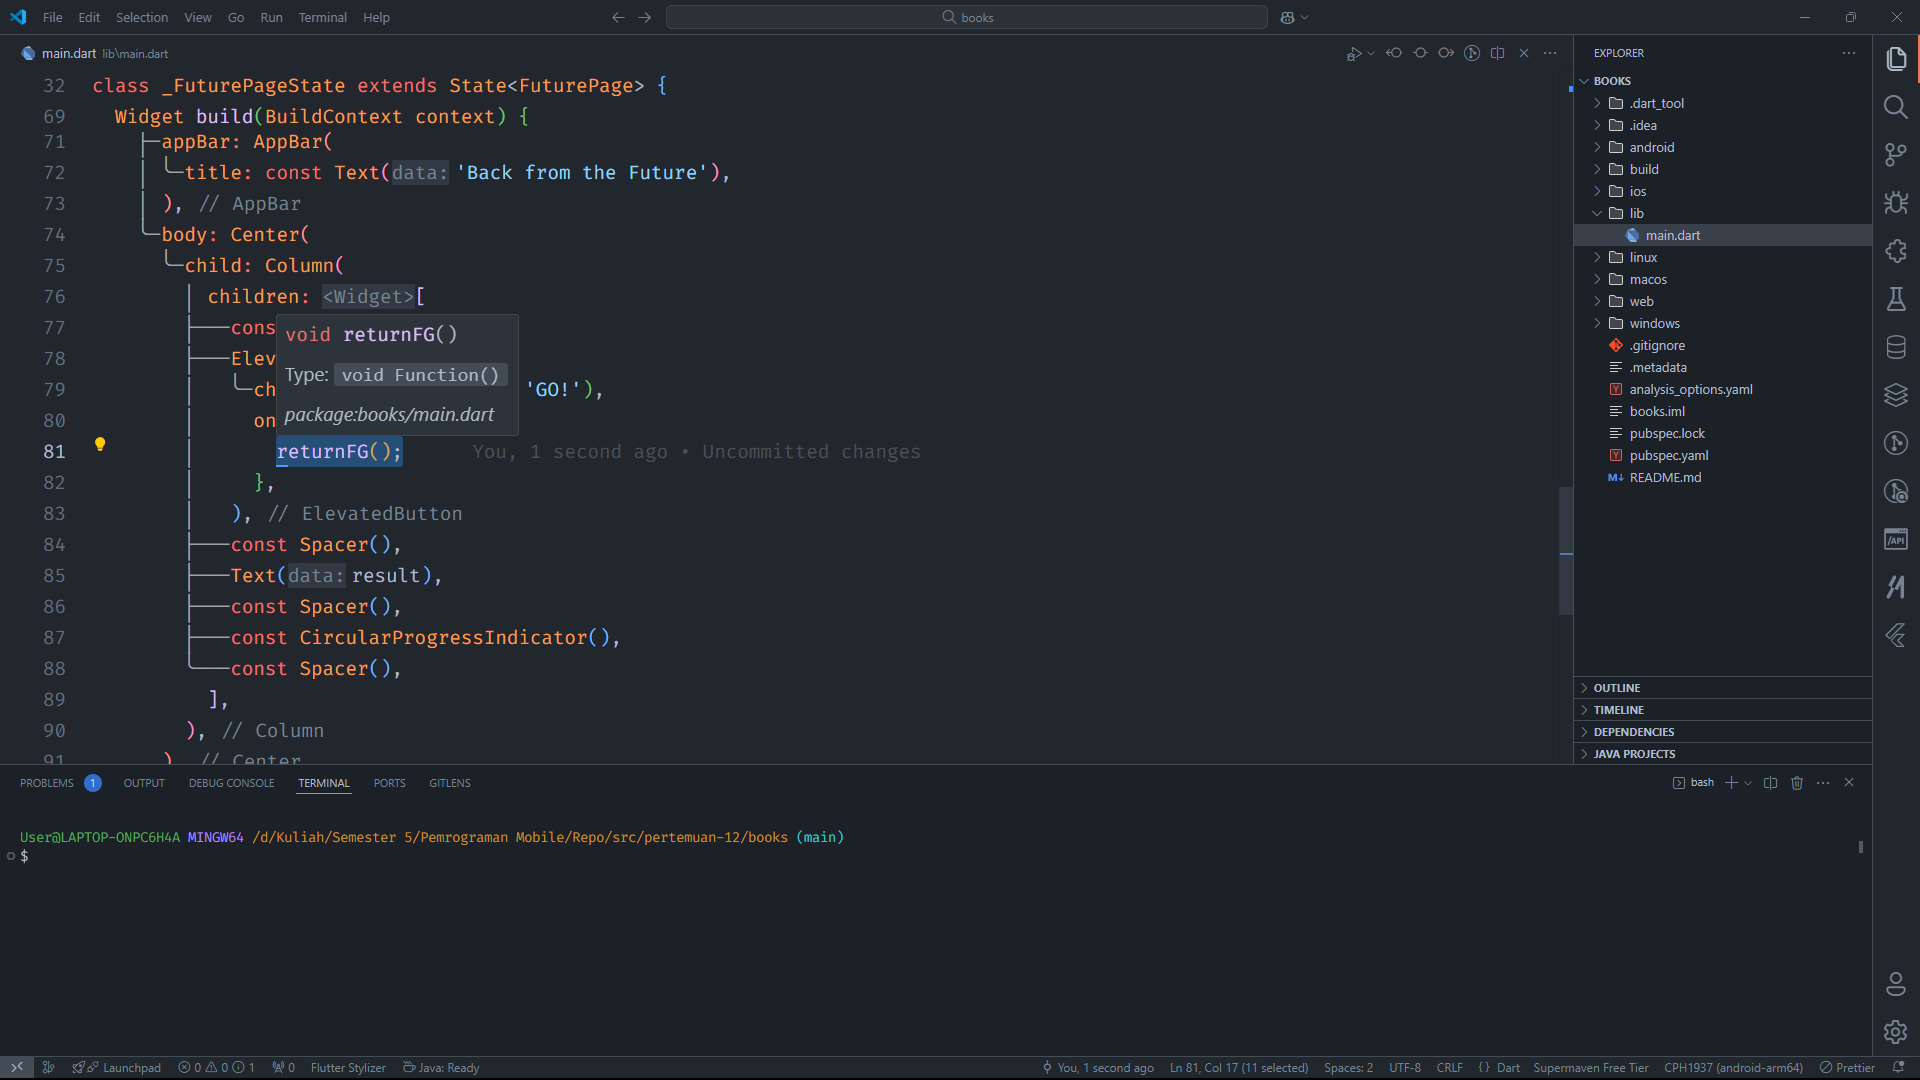 File Edit Selection View Go Run Terminal Help
books
main.dart lib\main.dart
32 class _FuturePageState extends State<FuturePage> {
69 Widget build(BuildContext context) {
71 appBar: AppBar(
72 title: const Text(data: 'Back from the Future'),
73 ), // AppBar
74 body: Center(
75 child: Column(
76 children: <Widget>[
77 cons
78 Elev
79 ch 'GO!'),
80 on
void returnFG()
Type: void Function()
package:books/main.dart
81 returnFG(); You, 1 second ago • Uncommitted changes
82 },
83 ), // ElevatedButton
84 const Spacer(),
85 Text(data: result),
86 const Spacer(),
87 const CircularProgressIndicator(),
88 const Spacer(),
89 ],
90 ), // Column
91 ), // Center
EXPLORER
BOOKS
.dart_tool
.idea
android
build
ios
lib
main.dart
linux
macos
web
windows
.gitignore
.metadata
analysis_options.yaml
books.iml
pubspec.lock
pubspec.yaml
README.md
OUTLINE
TIMELINE
DEPENDENCIES
JAVA PROJECTS
/API
PROBLEMS 1 OUTPUT DEBUG CONSOLE TERMINAL PORTS GITLENS
bash
User@LAPTOP-ONPC6H4A MINGW64 /d/Kuliah/Semester 5/Pemrograman Mobile/Repo/src/pertemuan-12/books (main)
$
Launchpad 0 0 1 0 Flutter Stylizer Java: Ready You, 1 second ago Ln 81, Col 17 (11 selected) Spaces: 2 UTF-8 CRLF { } Dart Supermaven Free Tier CPH1937 (android-arm64) Prettier